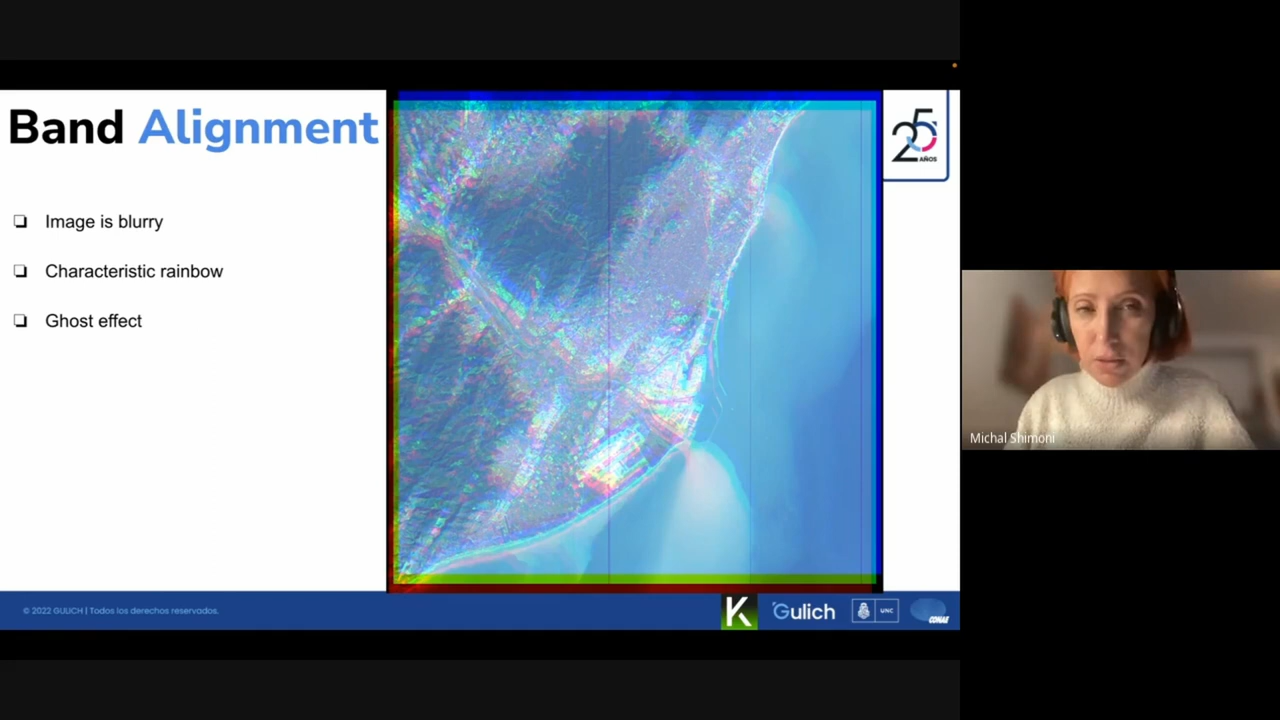 Band Alignment
25
AÑOS
Image is blurry
Characteristic rainbow
Ghost effect
Michal Shimoni
© 2022 GULICH | Todos los derechos reservados.
K
Gulich
UNC
CONAE